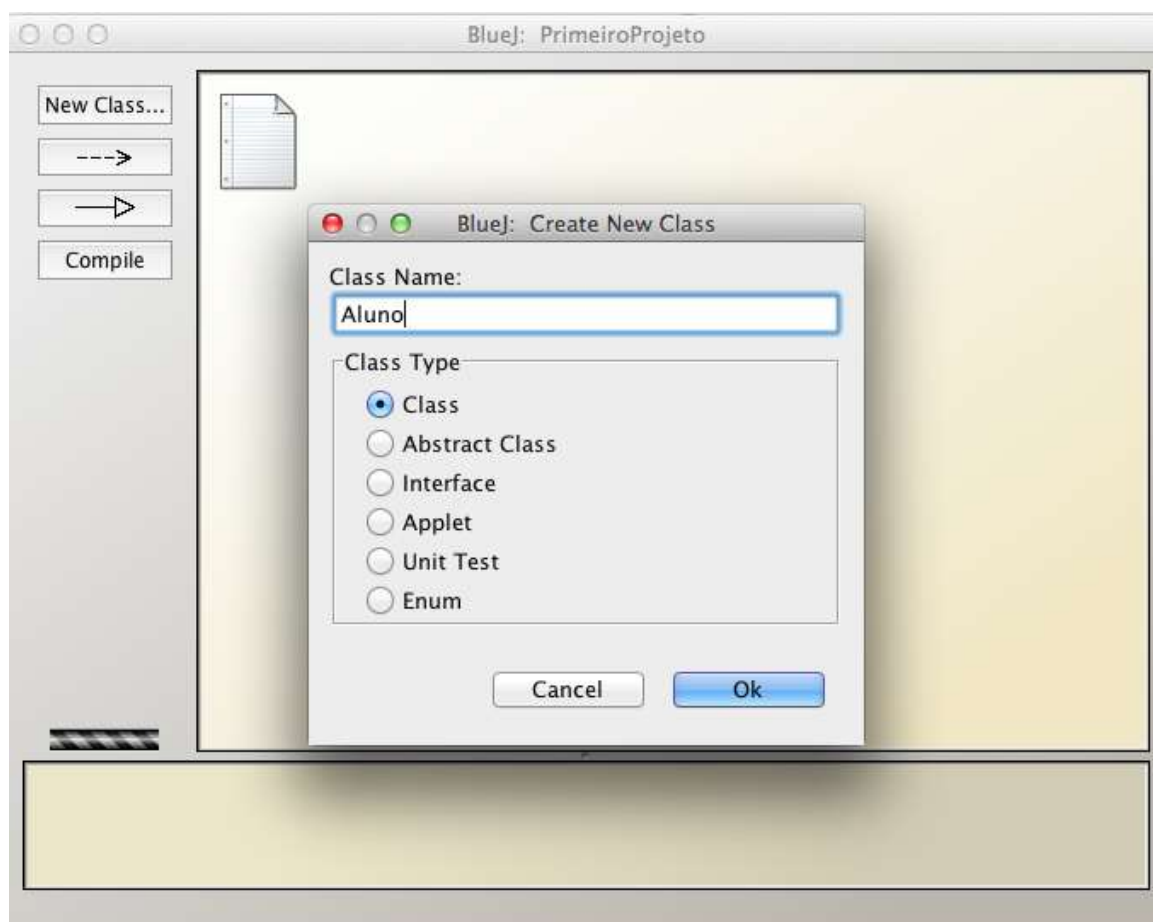 BlueJ: PrimeiroProjeto
New Class...
Compile
BlueJ: Create New Class
Class Name:
Aluno
Class Type
Class
Abstract Class
Interface
Applet
Unit Test
Enum
Cancel
Ok